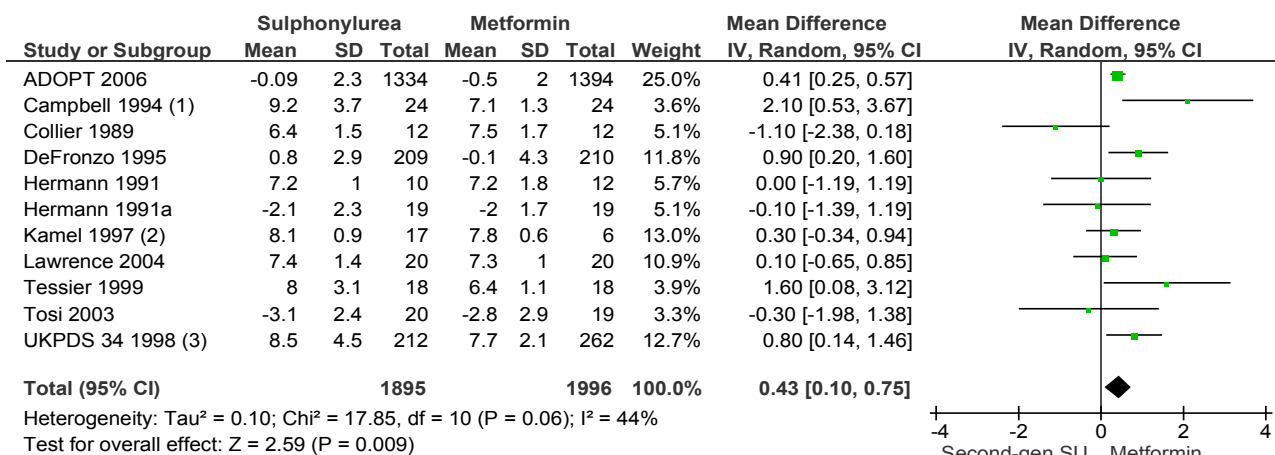 Sulphonylurea Metformin Mean Difference Mean Difference
Study or Subgroup Mean SD Total Mean SD Total Weight IV, Random, 95% CI IV, Random, 95% CI
ADOPT 2006 -0.09 2.3 1334 -0.5 2 1394 25.0% 0.41 [0.25, 0.57]
Campbell 1994 (1) 9.2 3.7 24 7.1 1.3 24 3.6% 2.10 [0.53, 3.67]
Collier 1989 6.4 1.5 12 7.5 1.7 12 5.1% -1.10 [-2.38, 0.18]
DeFronzo 1995 0.8 2.9 209 -0.1 4.3 210 11.8% 0.90 [0.20, 1.60]
Hermann 1991 7.2 1 10 7.2 1.8 12 5.7% 0.00 [-1.19, 1.19]
Hermann 1991a -2.1 2.3 19 -2 1.7 19 5.1% -0.10 [-1.39, 1.19]
Kamel 1997 (2) 8.1 0.9 17 7.8 0.6 6 13.0% 0.30 [-0.34, 0.94]
Lawrence 2004 7.4 1.4 20 7.3 1 20 10.9% 0.10 [-0.65, 0.85]
Tessier 1999 8 3.1 18 6.4 1.1 18 3.9% 1.60 [0.08, 3.12]
Tosi 2003 -3.1 2.4 20 -2.8 2.9 19 3.3% -0.30 [-1.98, 1.38]
UKPDS 34 1998 (3) 8.5 4.5 212 7.7 2.1 262 12.7% 0.80 [0.14, 1.46]
Total (95% CI) 1895 1996 100.0% 0.43 [0.10, 0.75]
Heterogeneity: Tau² = 0.10; Chi² = 17.85, df = 10 (P = 0.06); I² = 44%
Test for overall effect: Z = 2.59 (P = 0.009)
-4 -2 0 2 4
Second-gen SU Metformin